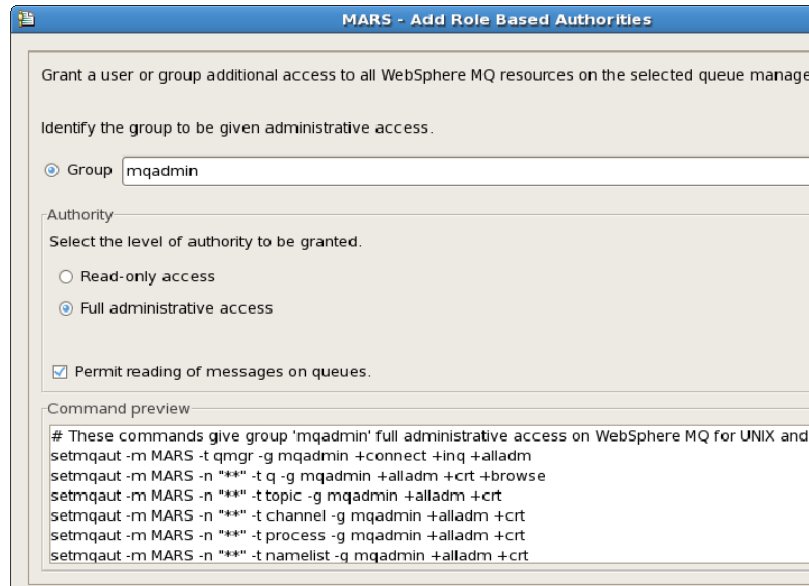 MARS - Add Role Based Authorities
Grant a user or group additional access to all WebSphere MQ resources on the selected queue
Identify the group to be given administrative access.
Group mqadmin
Authority
Select the level of authority to be granted.
Read-only access
Full administrative access
Permit reading of messages on queues.
Command preview
# These commands give group 'mqadmin' full administrative access on WebSphere MQ for UNIX and
setmqaut -m MARS -t qmgr -g mqadmin +connect +inq +alladm
setmqaut -m MARS -n "**" -t q -g mqadmin +alladm +crt +browse
setmqaut -m MARS -n "**" -t topic -g mqadmin +alladm +crt
setmqaut -m MARS -n "**" -t channel -g mqadmin +alladm +crt
setmqaut -m MARS -n "**" -t process -g mqadmin +alladm +crt
setmqaut -m MARS -n "**" -t namelist -g mqadmin +alladm +crt